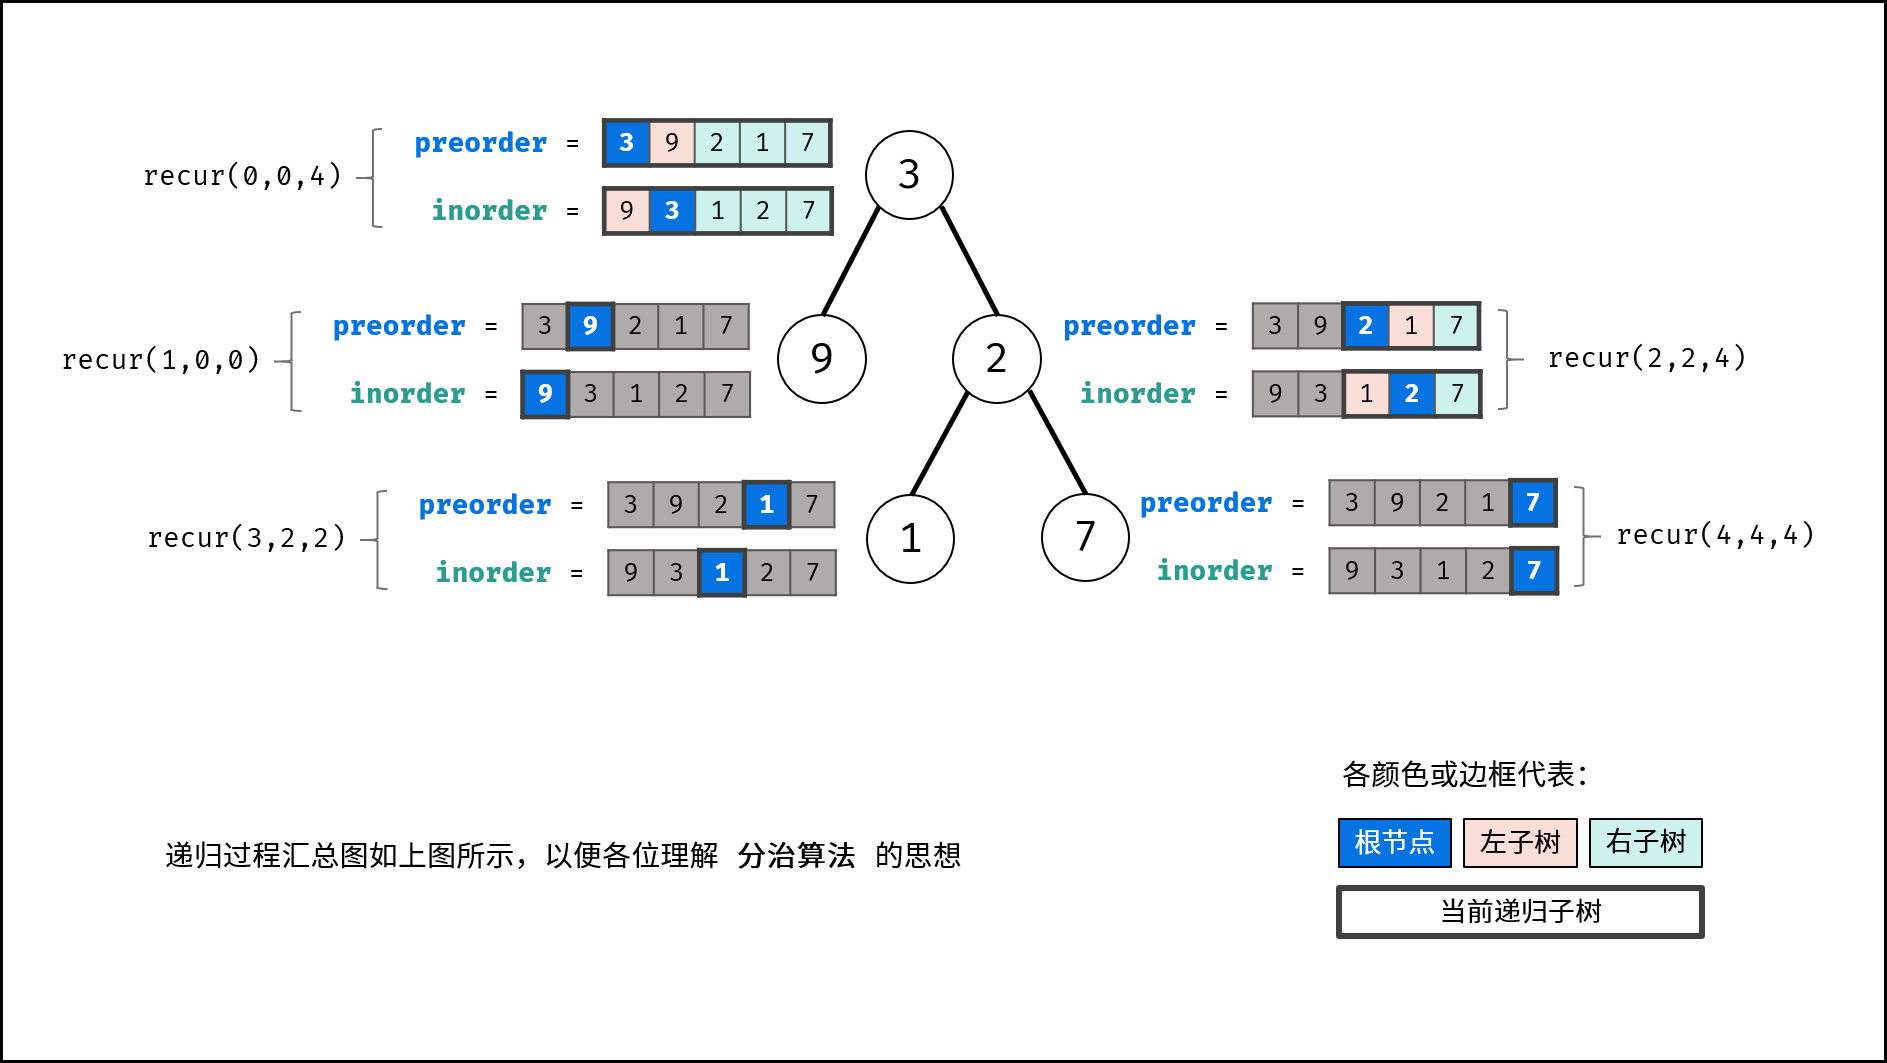 preorder = 3 9 2 1 7
3
recur(0,0,4)
inorder = 9 3 1 2 7
preorder = 3 9 2 1 7
recur(1,0,0)
inorder = 9 3 1 2 7
9
2
preorder = 3 9 2 1 7
recur(2,2,4)
inorder = 9 3 1 2 7
preorder = 3 9 2 1 7
recur(3,2,2)
inorder = 9 3 1 2 7
1
7
preorder = 3 9 2 1 7
recur(4,4,4)
inorder = 9 3 1 2 7
各颜色或边框代表:
根节点 左子树 右子树
当前递归子树
递归过程汇总图如上图所示，以便各位理解 分治算法 的思想